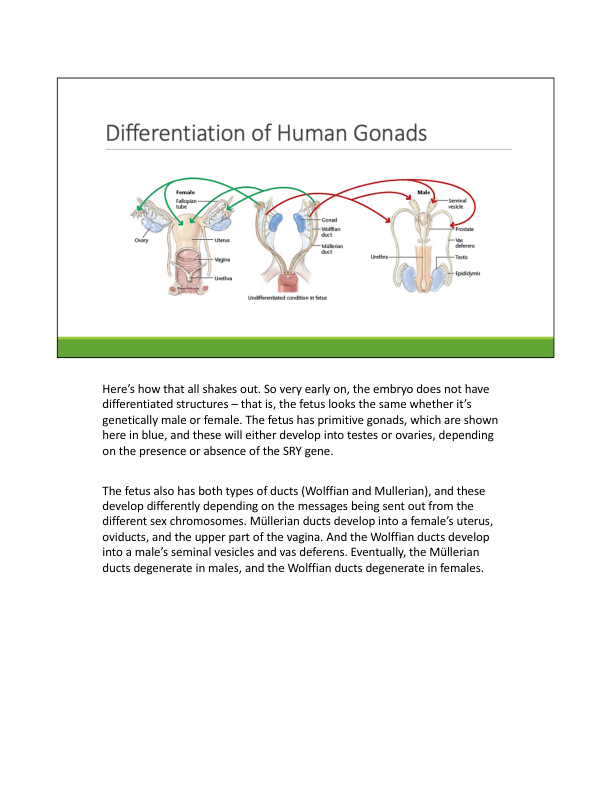 Differentiation of Human Gonads
Female
Fallopian
tube
Ovary
Uterus
Vagina
Urethra
Gonad
Wolffian
duct
Müllerian
duct
Undifferentiated condition in fetus
Male
Seminal
vesicle
Prostate
Vas
deferens
Urethra
Testis
Epididymis
Here’s how that all shakes out. So very early on, the embryo does not have
differentiated structures – that is, the fetus looks the same whether it’s
genetically male or female. The fetus has primitive gonads, which are shown
here in blue, and these will either develop into testes or ovaries, depending
on the presence or absence of the SRY gene.
The fetus also has both types of ducts (Wolffian and Mullerian), and these
develop differently depending on the messages being sent out from the
different sex chromosomes. Müllerian ducts develop into a female’s uterus,
oviducts, and the upper part of the vagina. And the Wolffian ducts develop
into a male’s seminal vesicles and vas deferens. Eventually, the Müllerian
ducts degenerate in males, and the Wolffian ducts degenerate in females.